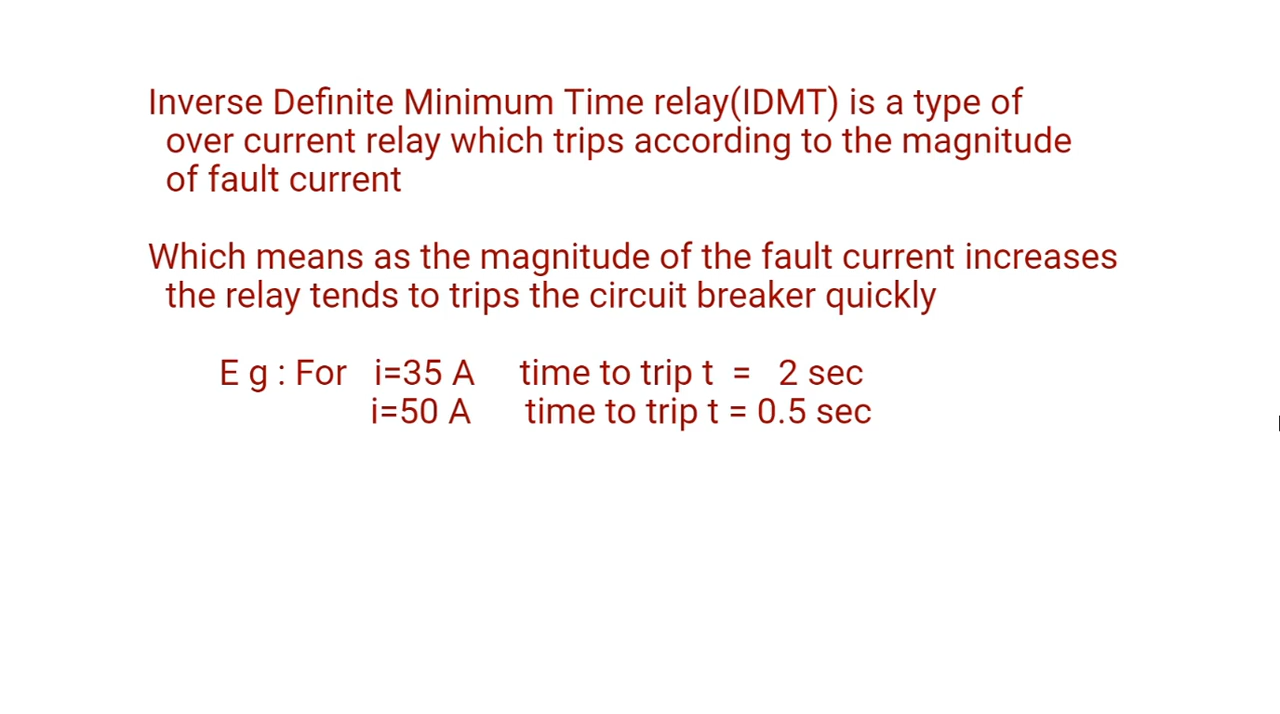 Inverse Definite Minimum Time relay(IDMT) is a type of
over current relay which trips according to the magnitude
of fault current
Which means as the magnitude of the fault current increases
the relay tends to trips the circuit breaker quickly
E g : For i=35 A time to trip t = 2 sec
i=50 A time to trip t = 0.5 sec